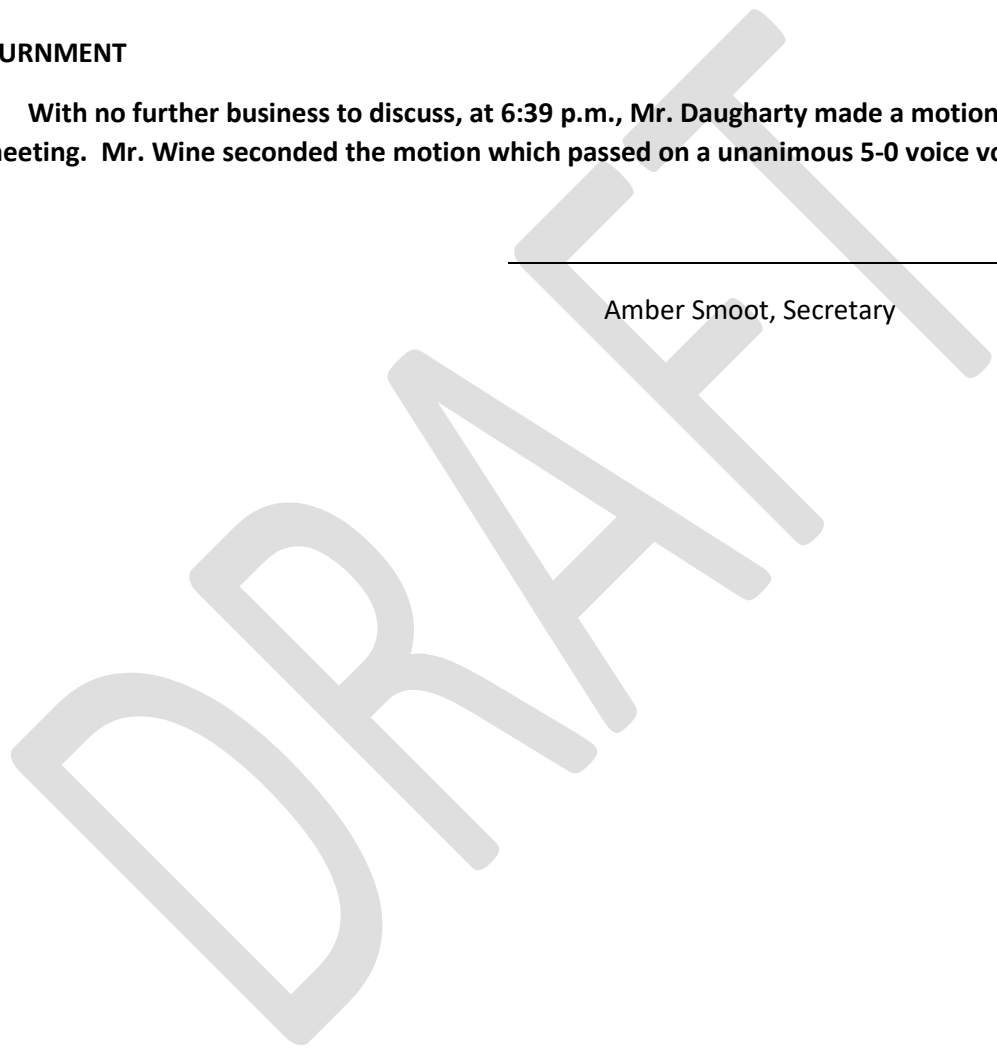 URNMENT
With no further business to discuss, at 6:39 p.m., Mr. Daugharty made a motion
eeting. Mr. Wine seconded the motion which passed on a unanimous 5-0 voice vo
Amber Smoot, Secretary
DRAFT